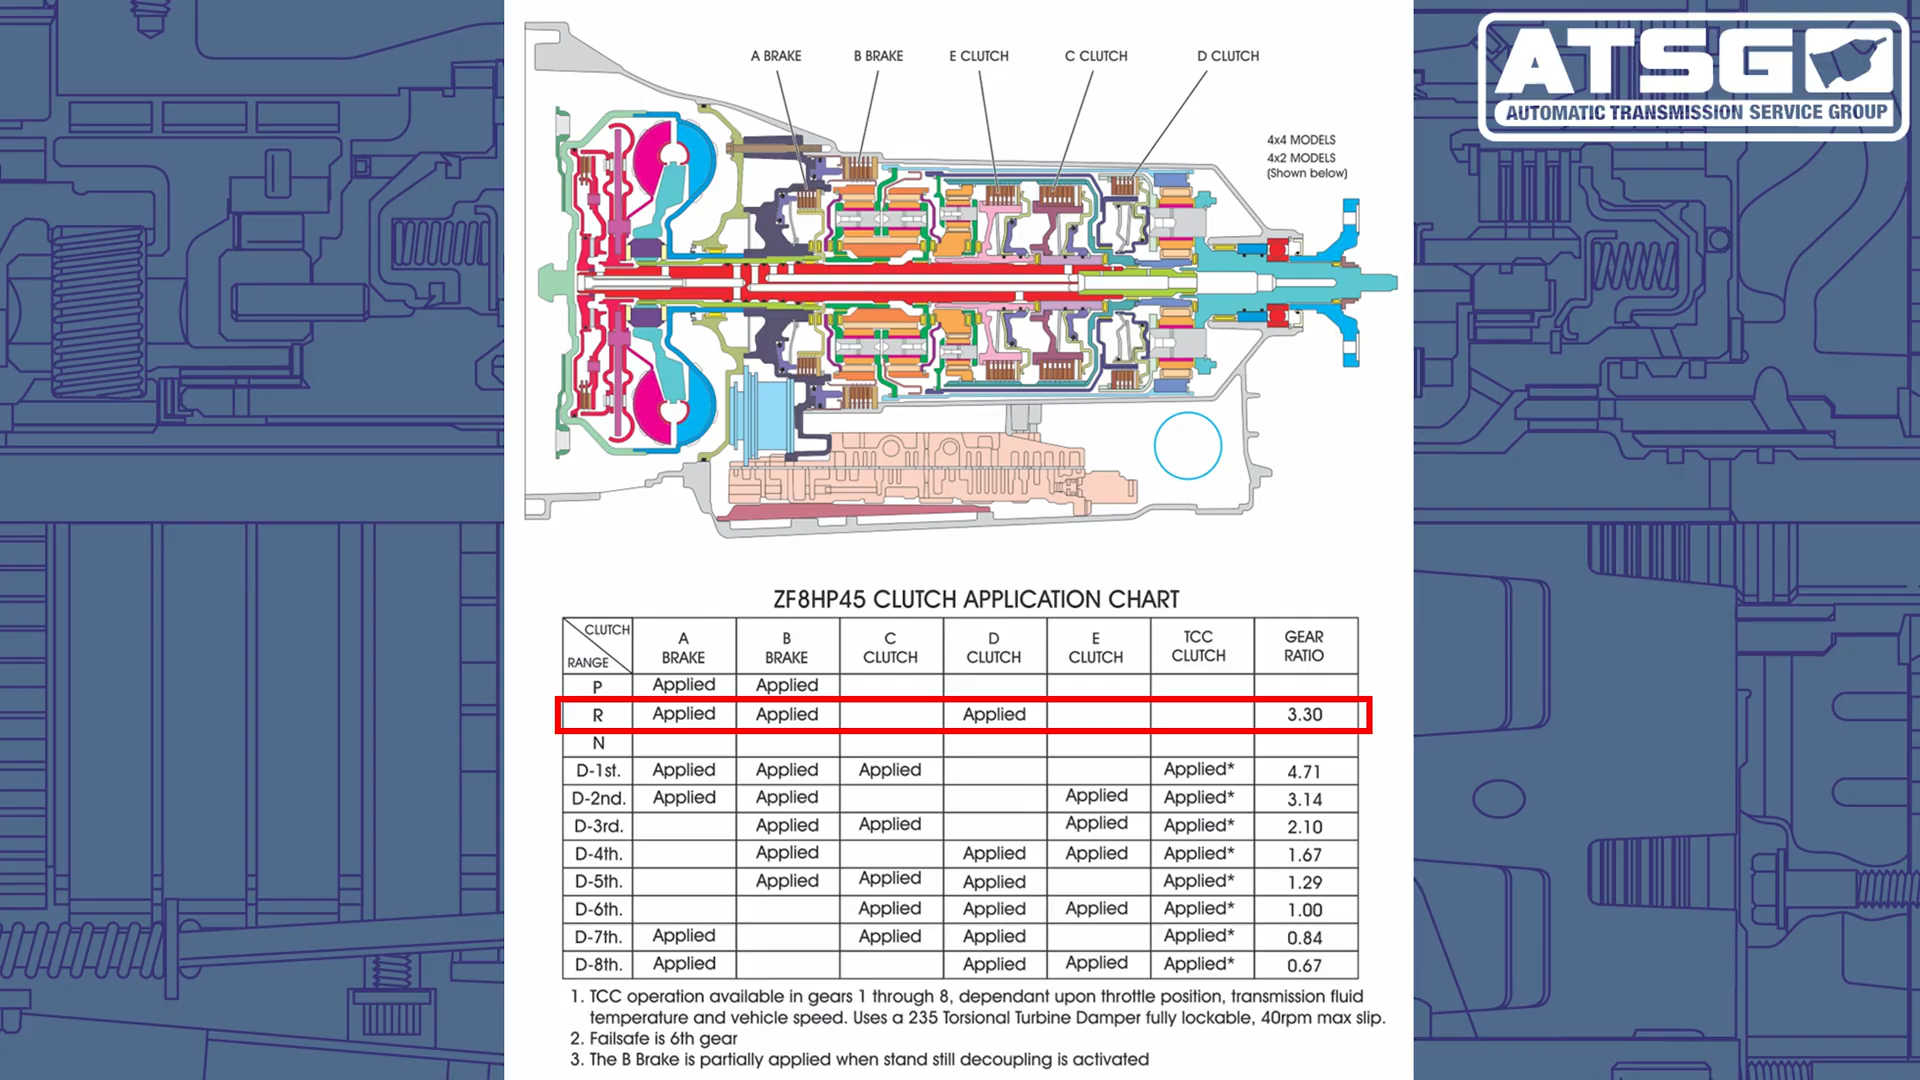 ATSG
AUTOMATIC TRANSMISSION SERVICE GROUP
A BRAKE B BRAKE E CLUTCH C CLUTCH D CLUTCH
4x4 MODELS
4x2 MODELS
(Shown below)
ZF8HP45 CLUTCH APPLICATION CHART
CLUTCH
RANGE
A BRAKE
B BRAKE
C CLUTCH
D CLUTCH
E CLUTCH
TCC CLUTCH
GEAR RATIO
P Applied Applied
R Applied Applied Applied 3.30
N
D-1st. Applied Applied Applied Applied* 4.71
D-2nd. Applied Applied Applied Applied* 3.14
D-3rd. Applied Applied Applied Applied* 2.10
D-4th. Applied Applied Applied Applied* 1.67
D-5th. Applied Applied Applied Applied* 1.29
D-6th. Applied Applied Applied Applied* 1.00
D-7th. Applied Applied Applied Applied* 0.84
D-8th. Applied Applied Applied Applied* 0.67
1. TCC operation available in gears 1 through 8, dependant upon throttle position, transmission fluid
temperature and vehicle speed. Uses a 235 Torsional Turbine Damper fully lockable, 40rpm max slip.
2. Failsafe is 6th gear
3. The B Brake is partially applied when stand still decoupling is activated